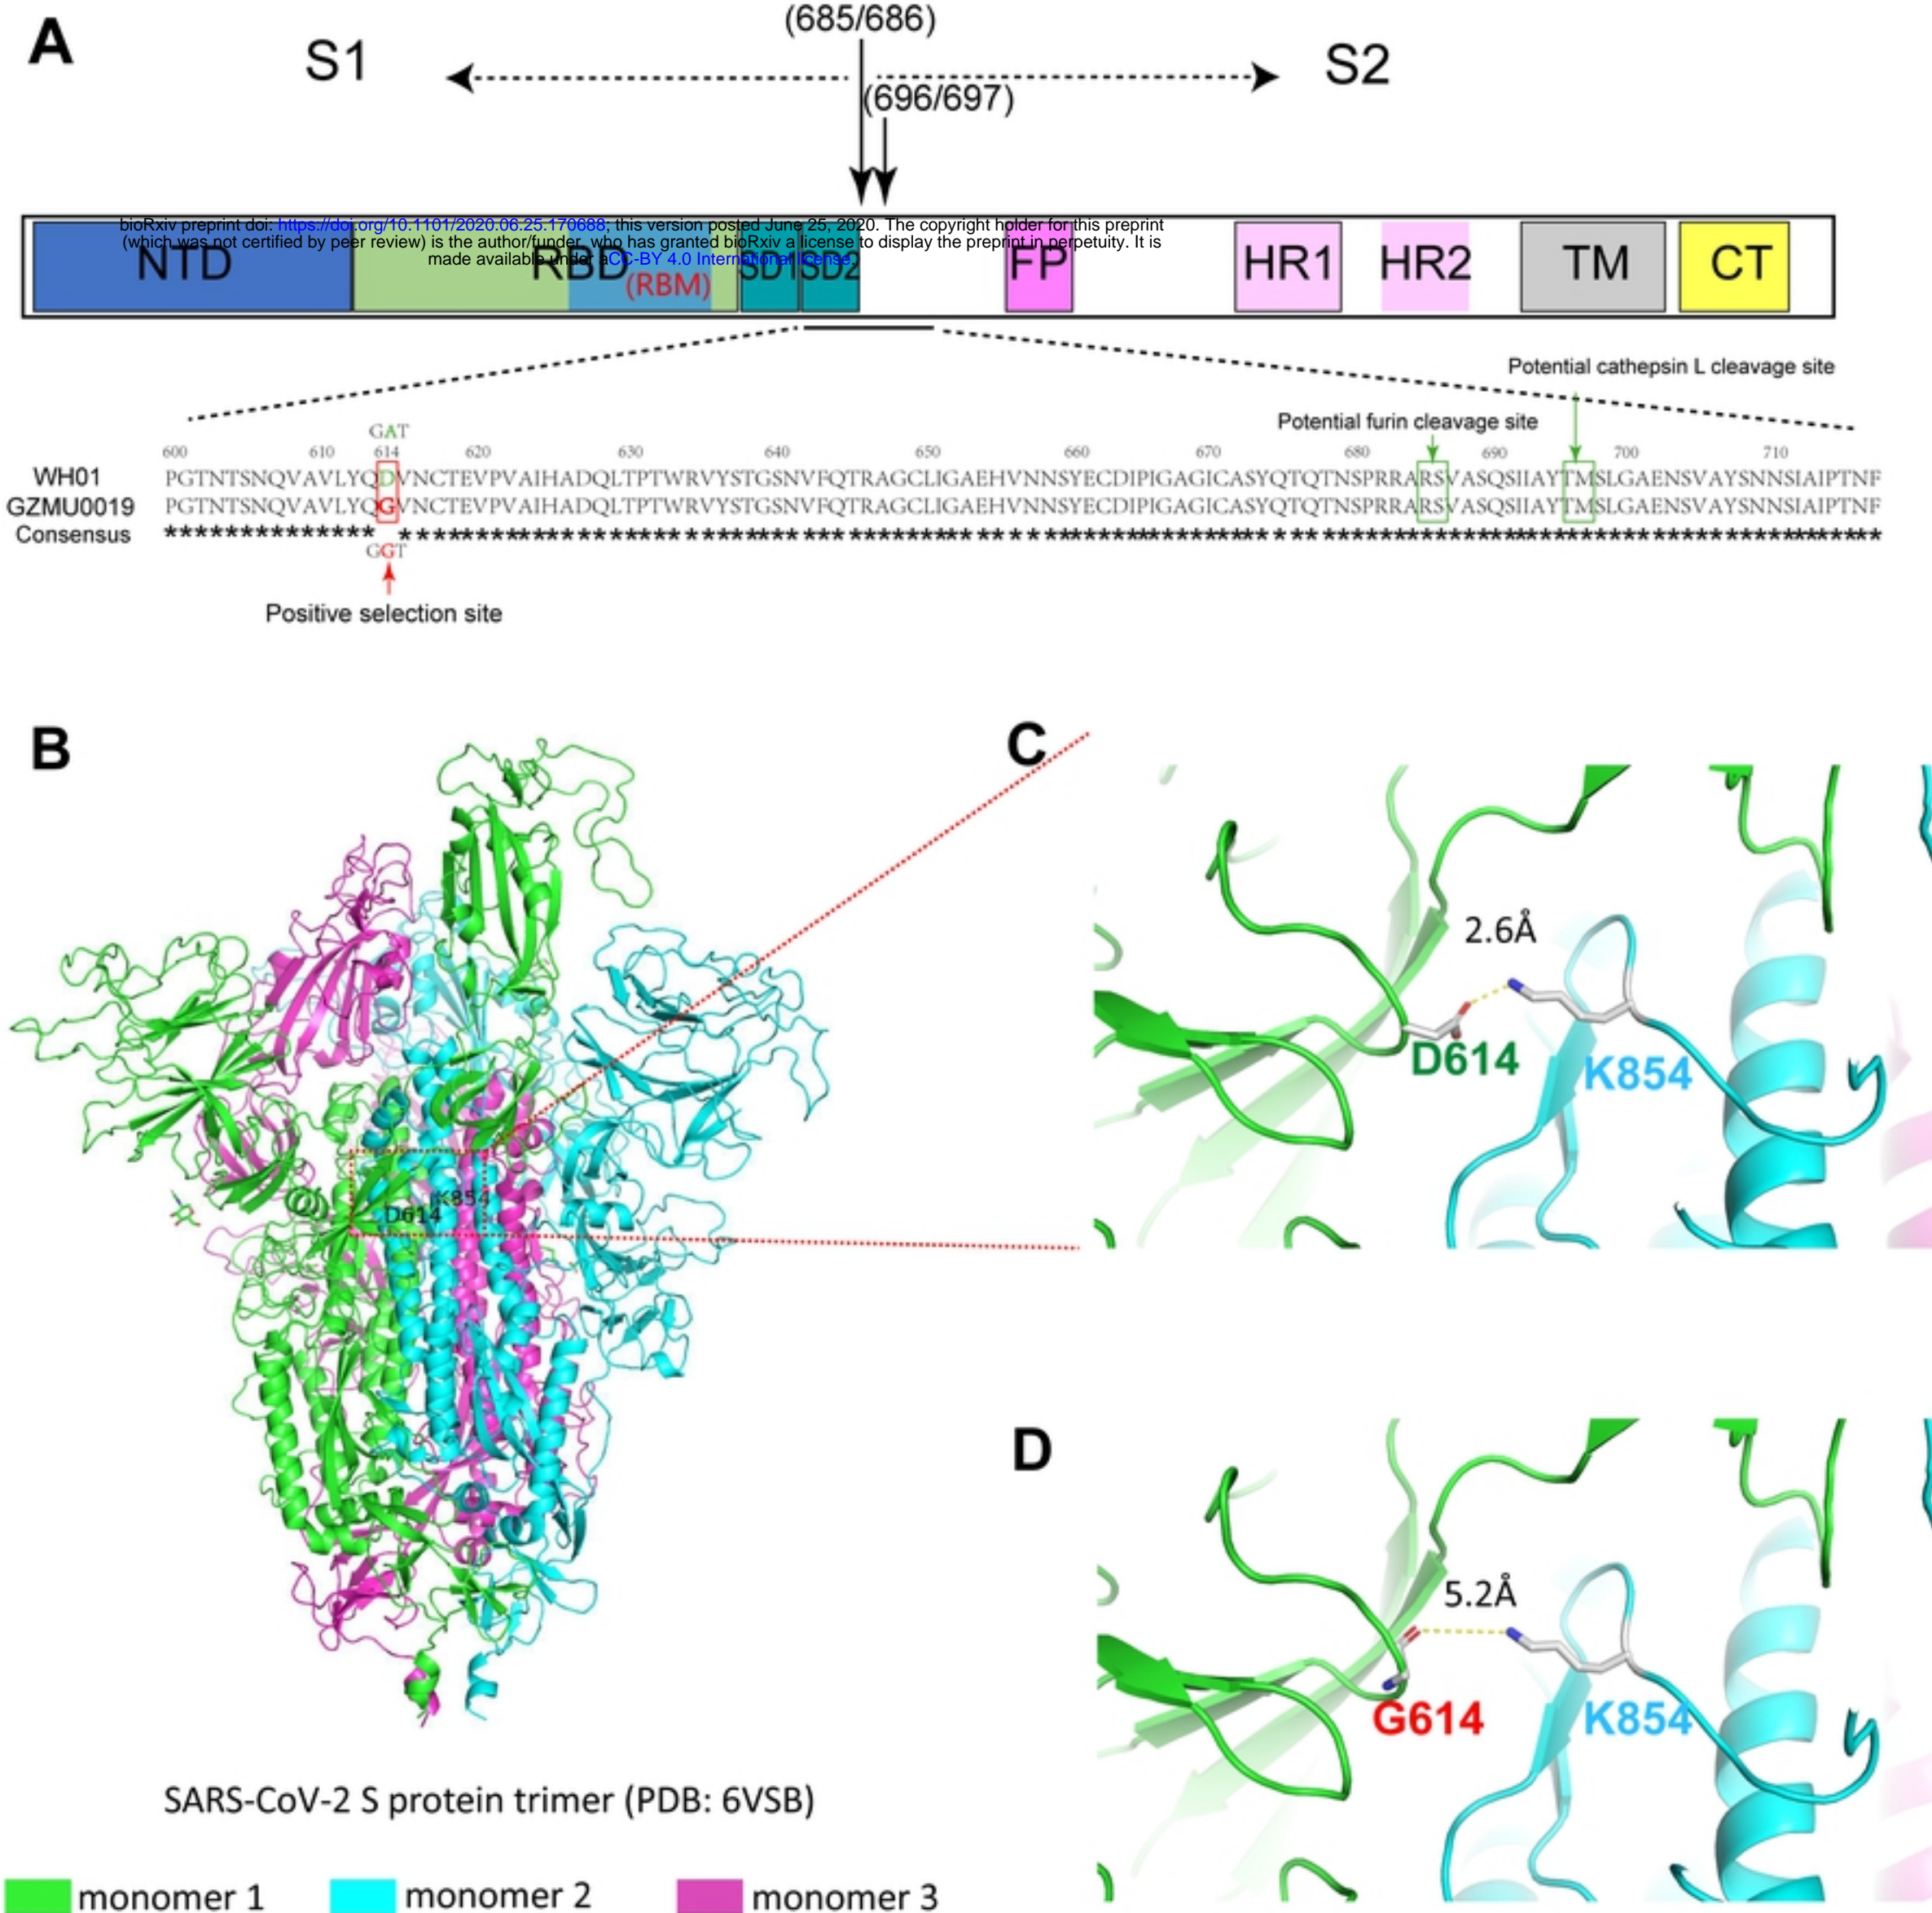 A
(685/686)
S1
S2
(696/697)
bioRxiv preprint doi: https://doi.org/10.1101/2020.06.25.170688; this version posted June 25, 2020. The copyright holder for this preprint
(which was not certified by peer review) is the author/funder, who has granted bioRxiv a license to display the preprint in perpetuity. It is
made available under aCC-BY 4.0 International license.
NTD RBD SD1 SD2 FP HR1 HR2 TM CT
(RBM)
Potential cathepsin L cleavage site
Potential furin cleavage site
GAT
600 610 614 620 630 640 650 660 670 680 690 700 710
WH01 PGTNTSNQVAVLYQDVNCTEVPVAIHADQLTPTWRVYSTGSNVFQTRAGCLIGAEHVNNSYECDIPIGAGICASYQTQTNSPRRARSVASQSIIAYTMSLGAENSVAYSNNSIAIPTNF
GZMU0019 PGTNTSNQVAVLYQGVNCTEVPVAIHADQLTPTWRVYSTGSNVFQTRAGCLIGAEHVNNSYECDIPIGAGICASYQTQTNSPRRARSVASQSIIAYTMSLGAENSVAYSNNSIAIPTNF
Consensus
GGT
Positive selection site
B
K854
D614
SARS-CoV-2 S protein trimer (PDB: 6VSB)
monomer 1 monomer 2 monomer 3
C
2.6Å
D614
K854
D
5.2Å
G614
K854